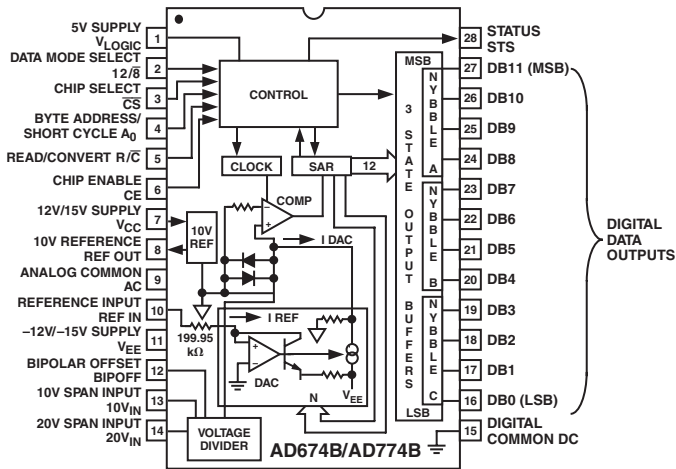 5V SUPPLY
VLOGIC
1
DATA MODE SELECT
12/8̅
2
CHIP SELECT
C̅S̅
3
BYTE ADDRESS/
SHORT CYCLE A0
4
READ/CONVERT R/C̅
5
CHIP ENABLE
CE
6
12V/15V SUPPLY
VCC
7
10V REFERENCE
REF OUT
8
ANALOG COMMON
AC
9
REFERENCE INPUT
REF IN
10
–12V/–15V SUPPLY
VEE
11
BIPOLAR OFFSET
BIPOFF
12
10V SPAN INPUT
10VIN
13
20V SPAN INPUT
20VIN
14
CONTROL
CLOCK
SAR
12
COMP
–
+
10V
REF
I DAC
I REF
199.95
kΩ
+
–
DAC
N
VEE
VOLTAGE
DIVIDER
AD674B/AD774B
MSB
3 STATE OUTPUT BUFFERS
LSB
NYBBLE A
NYBBLE B
NYBBLE C
28
STATUS
STS
27 DB11 (MSB)
26 DB10
25 DB9
24 DB8
23 DB7
22 DB6
21 DB5
20 DB4
19 DB3
18 DB2
17 DB1
16 DB0 (LSB)
15
DIGITAL
COMMON DC
DIGITAL
DATA
OUTPUTS